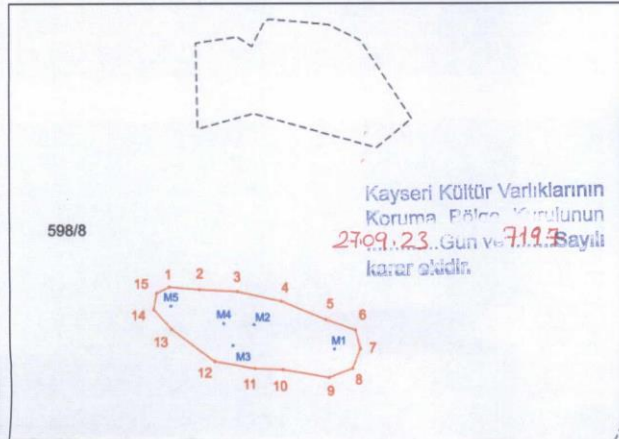 Kayseri Kültür Varlıklarının
Koruma Bölge Kurulunun
27.09.23 Gün ve 7197 Sayılı
karar ekidir.
598/8
15 1 2 3 4 5 6
M5 M4 M2
14 M1 7
13 M3
12 11 10 9 8